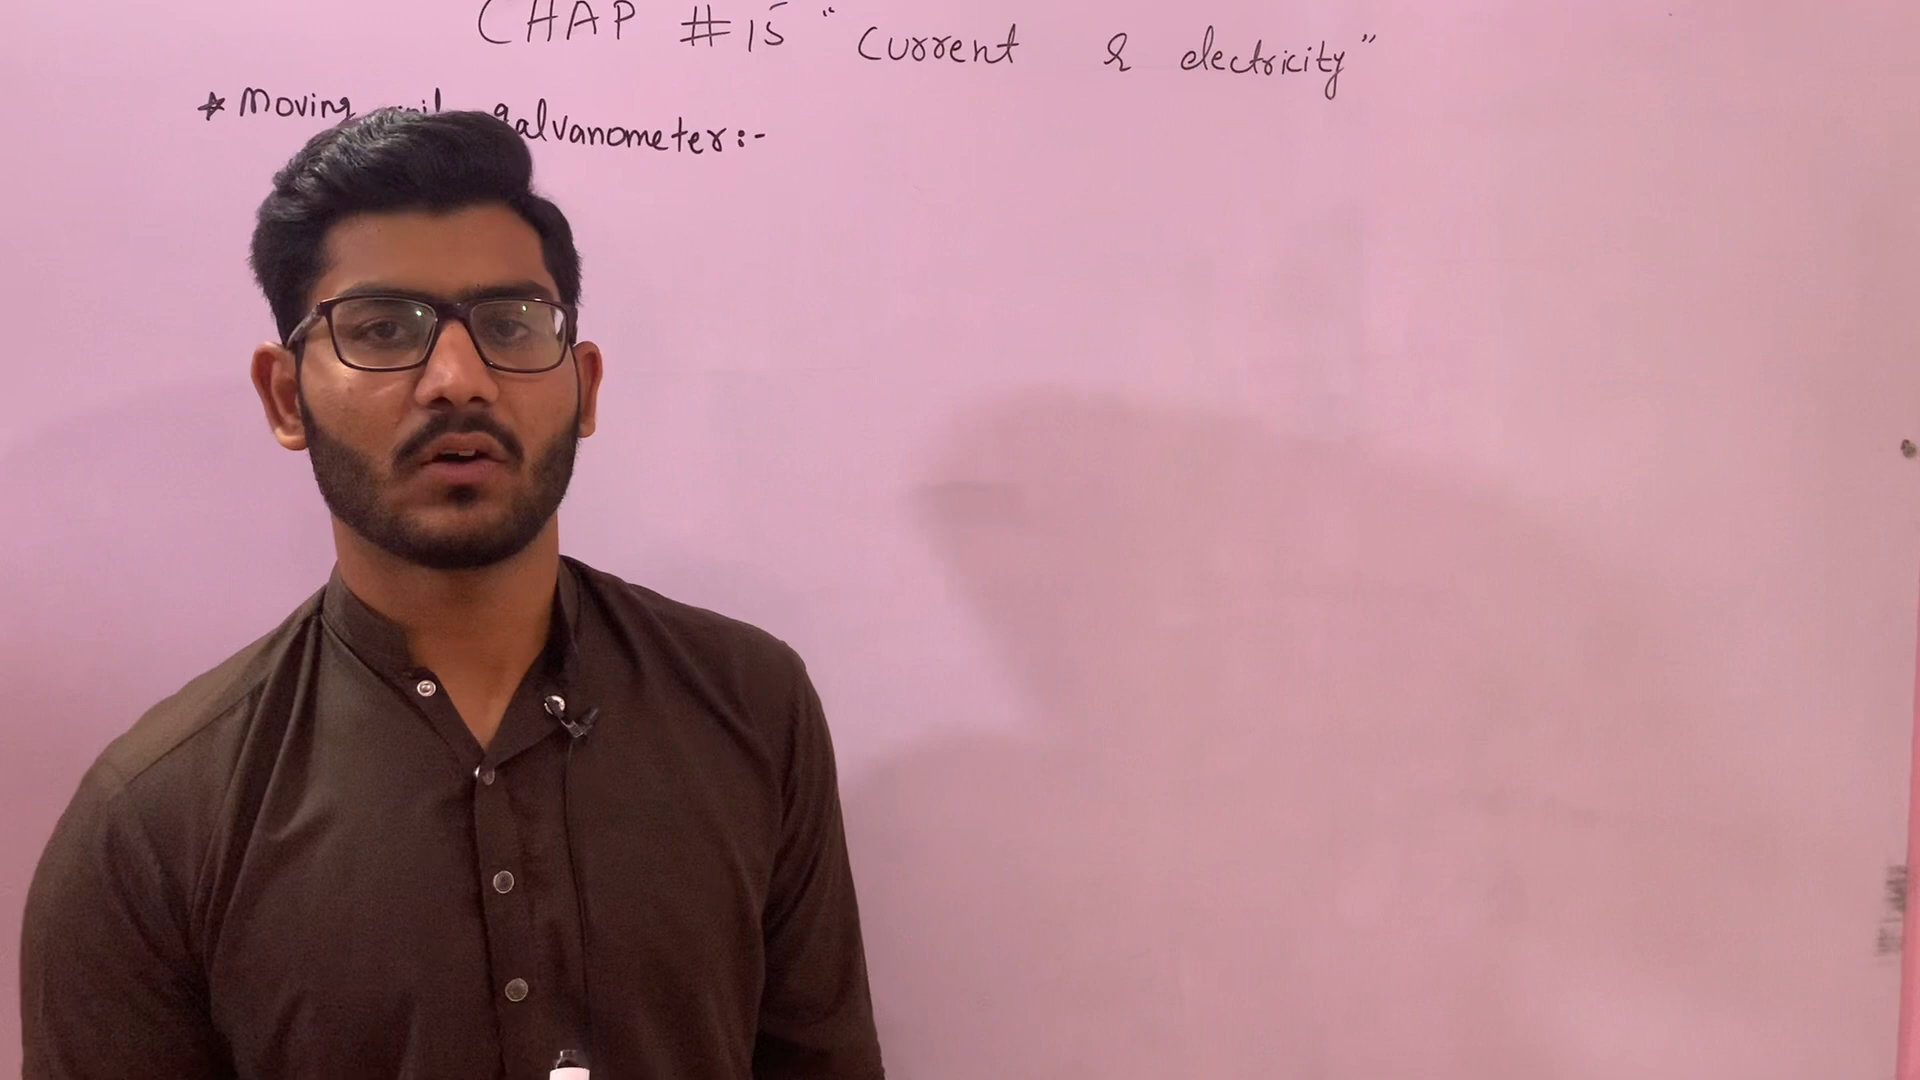 CHAP #15 "Current & electricity"
* Moving galvanometer:-